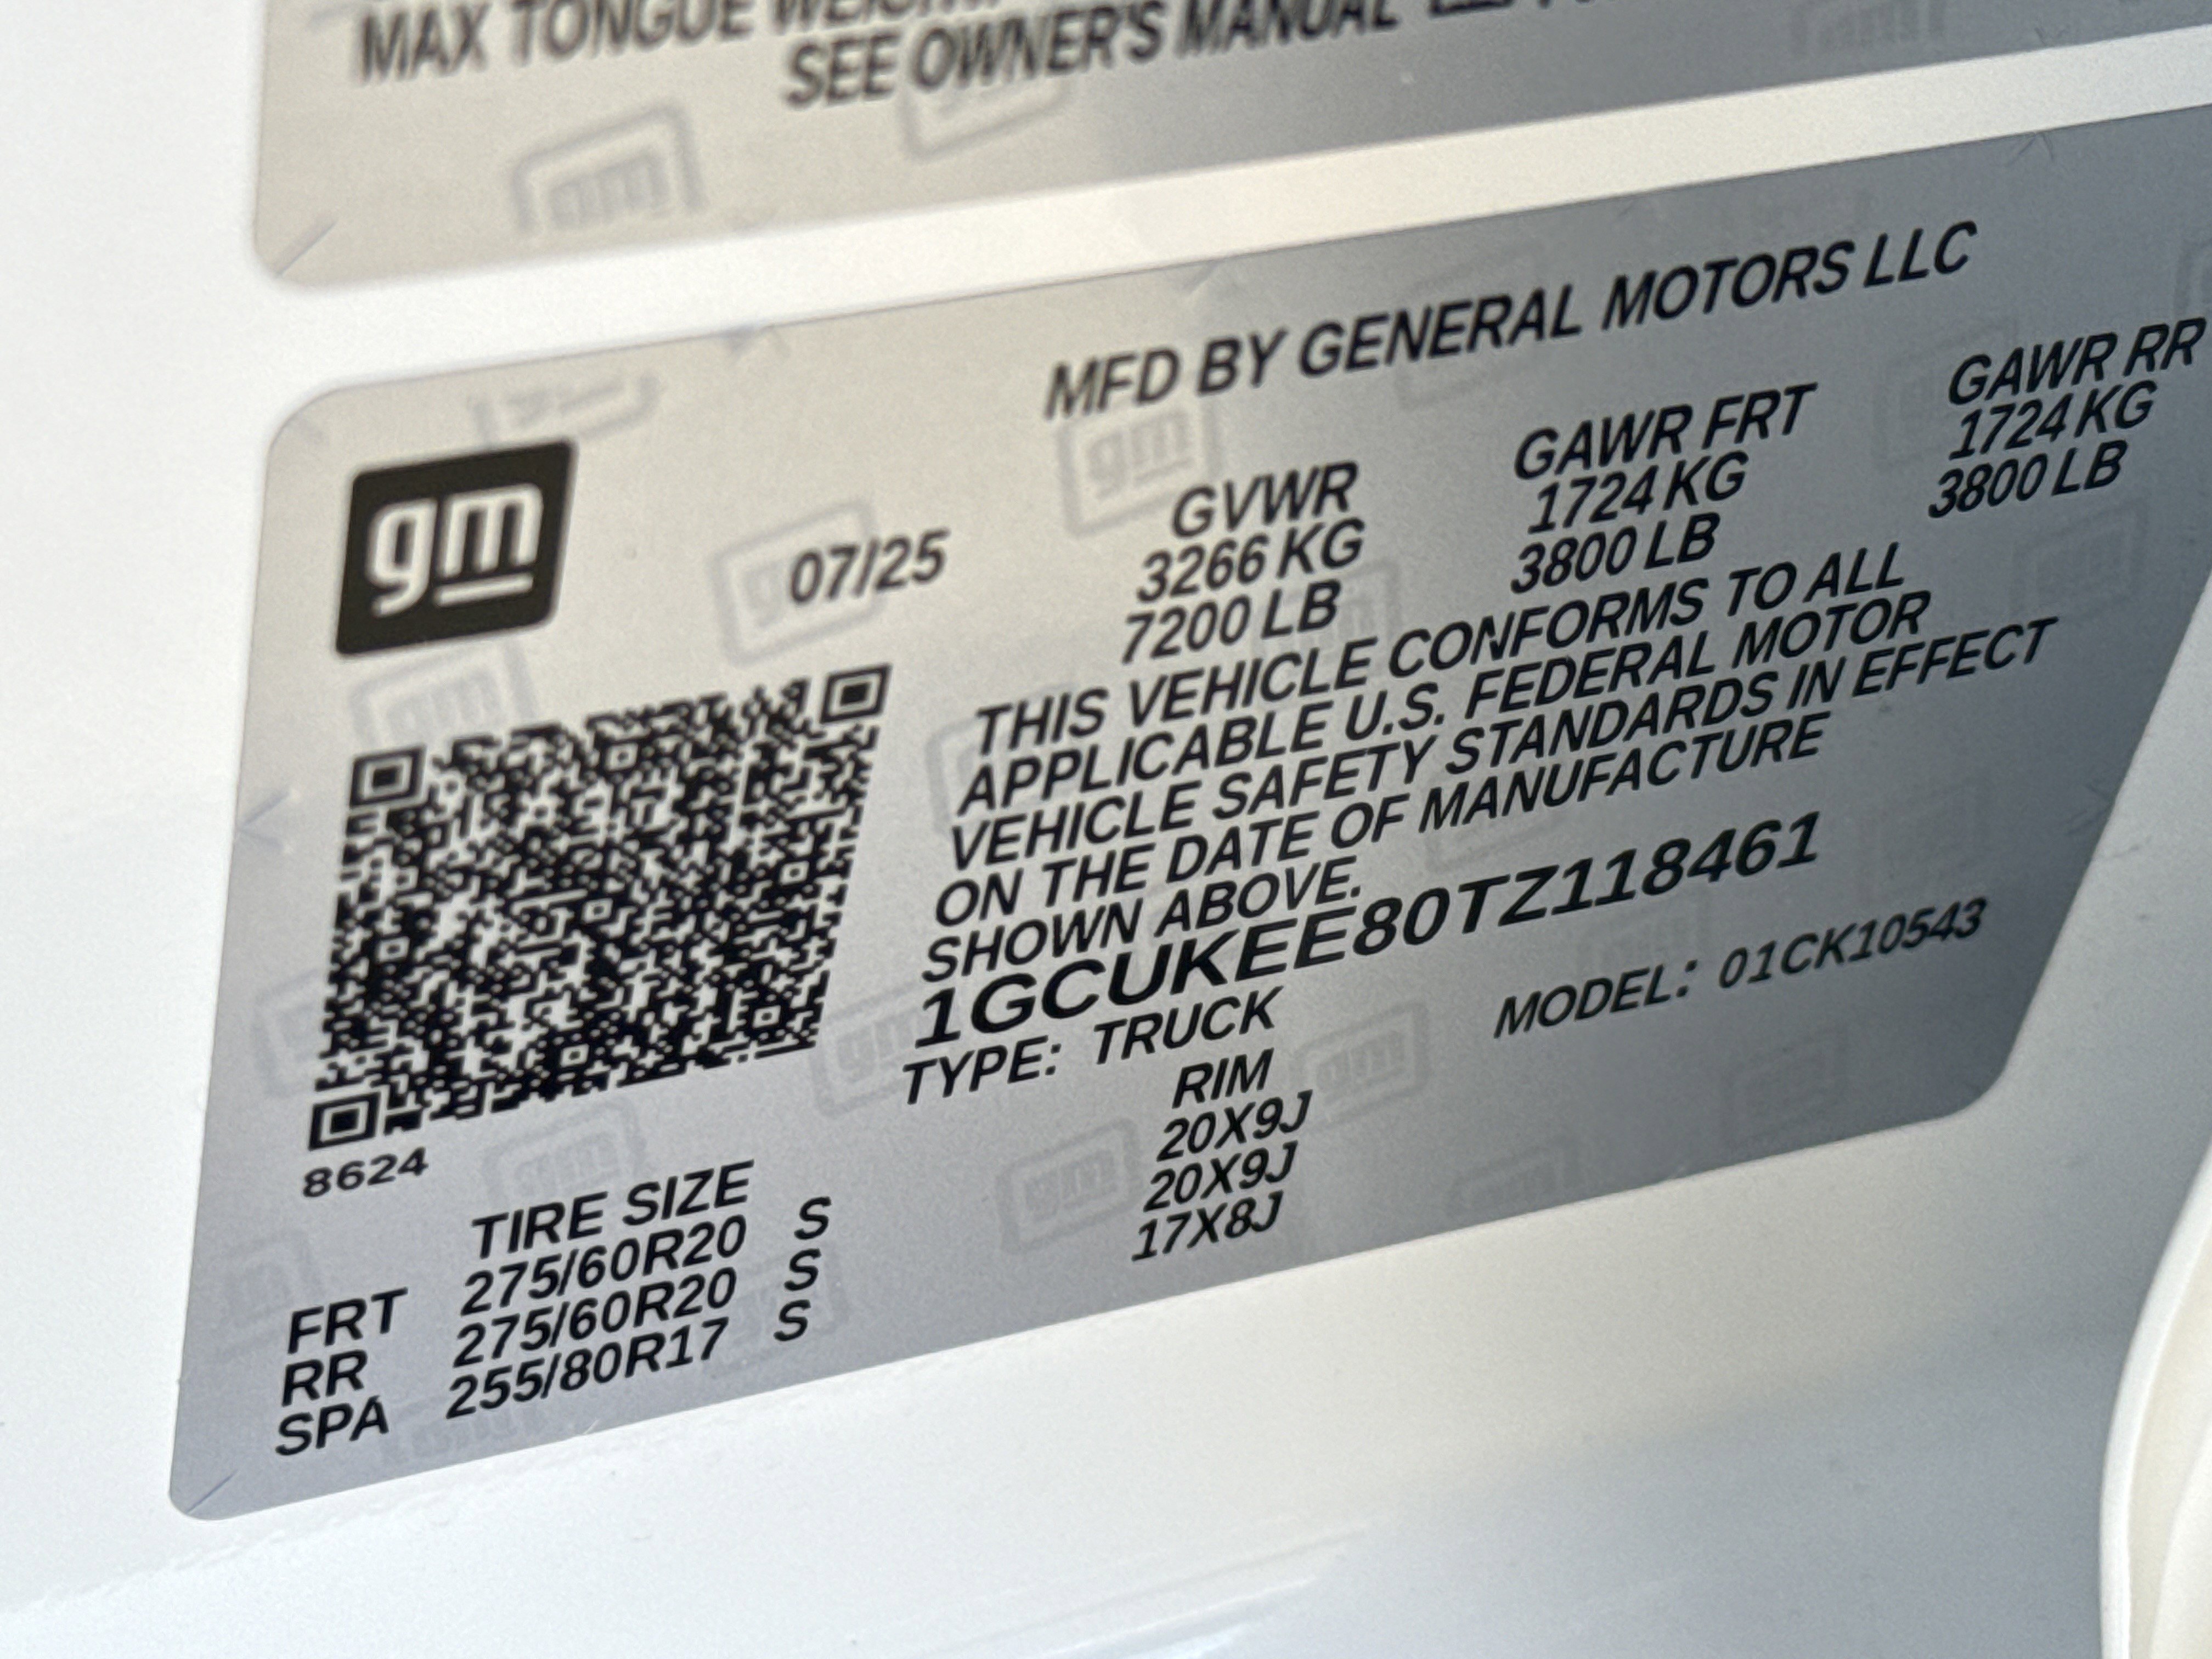 MAX TONGUE WEIGHT
SEE OWNER'S MANUAL
MFD BY GENERAL MOTORS LLC
gm
07/25
GVWR GAWR FRT GAWR RR
3266 KG 1724 KG 1724 KG
7200 LB 3800 LB 3800 LB
THIS VEHICLE CONFORMS TO ALL
APPLICABLE U.S. FEDERAL MOTOR
VEHICLE SAFETY STANDARDS IN EFFECT
ON THE DATE OF MANUFACTURE
SHOWN ABOVE.
1GCUKEE80TZ118461
TYPE: TRUCK MODEL: 01CK10543
8624
TIRE SIZE RIM
FRT 275/60R20 S 20X9J
RR 275/60R20 S 20X9J
SPA 255/80R17 S 17X8J